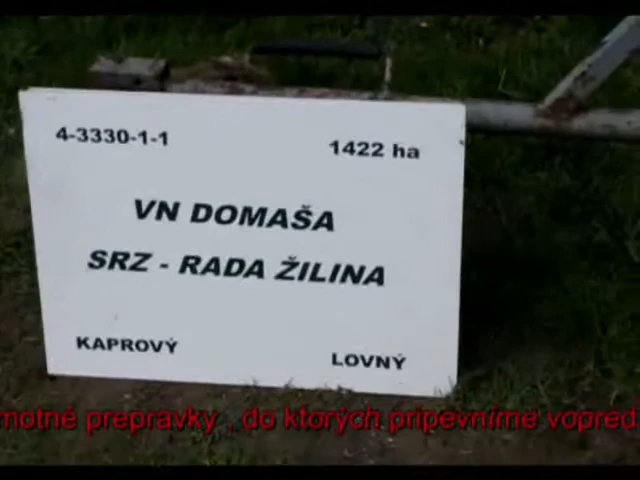 4-3330-1-1 1422 ha
VN DOMAŠA
SRZ - RADA ŽILINA
KAPROVÝ LOVNÝ
motné prepravky , do ktorých pripevníme vopred